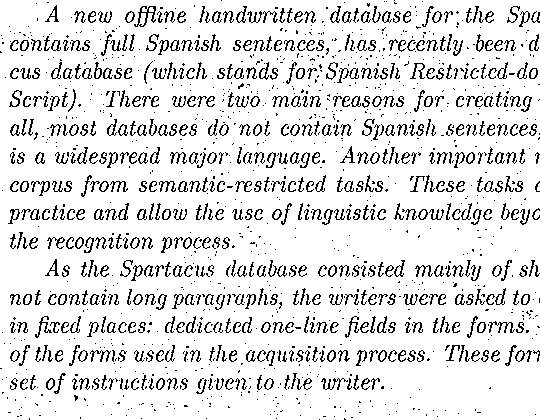 A new offline handwritten database for the Spa
contains full Spanish sentences, has recently been d
cus database (which stands for Spanish Restricted-do
Script). There were two main reasons for creating
all, most databases do not contain Spanish sentences,
is a widespread major language. Another important r
corpus from semantic-restricted tasks. These tasks c
practice and allow the use of linguistic knowledge beyo
the recognition process.
As the Spartacus database consisted mainly of sh
not contain long paragraphs, the writers were asked to c
in fixed places: dedicated one-line fields in the forms.
of the forms used in the acquisition process. These for
set of instructions given to the writer.